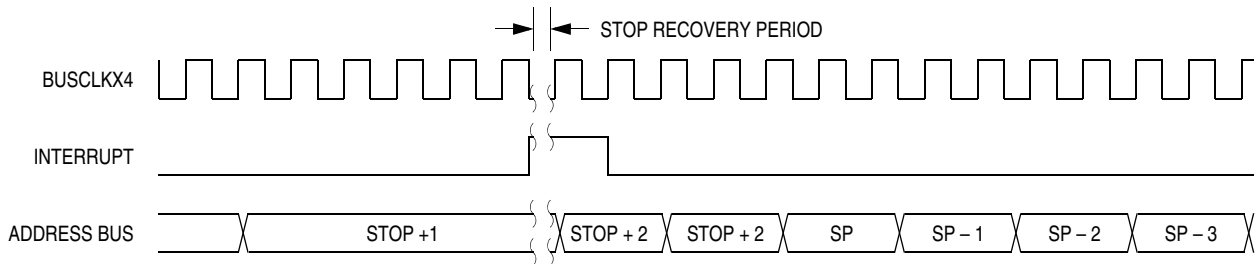 STOP RECOVERY PERIOD
BUSCLKX4
INTERRUPT
ADDRESS BUS STOP +1 STOP + 2 STOP + 2 SP SP – 1 SP – 2 SP – 3